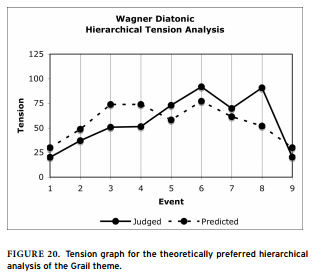 Wagner Diatonic
Hierarchical Tension Analysis
125
100
75
50
25
0
Tension
1 2 3 4 5 6 7 8 9
Event
Judged Predicted
FIGURE 20. Tension graph for the theoretically preferred hierarchical
analysis of the Grail theme.